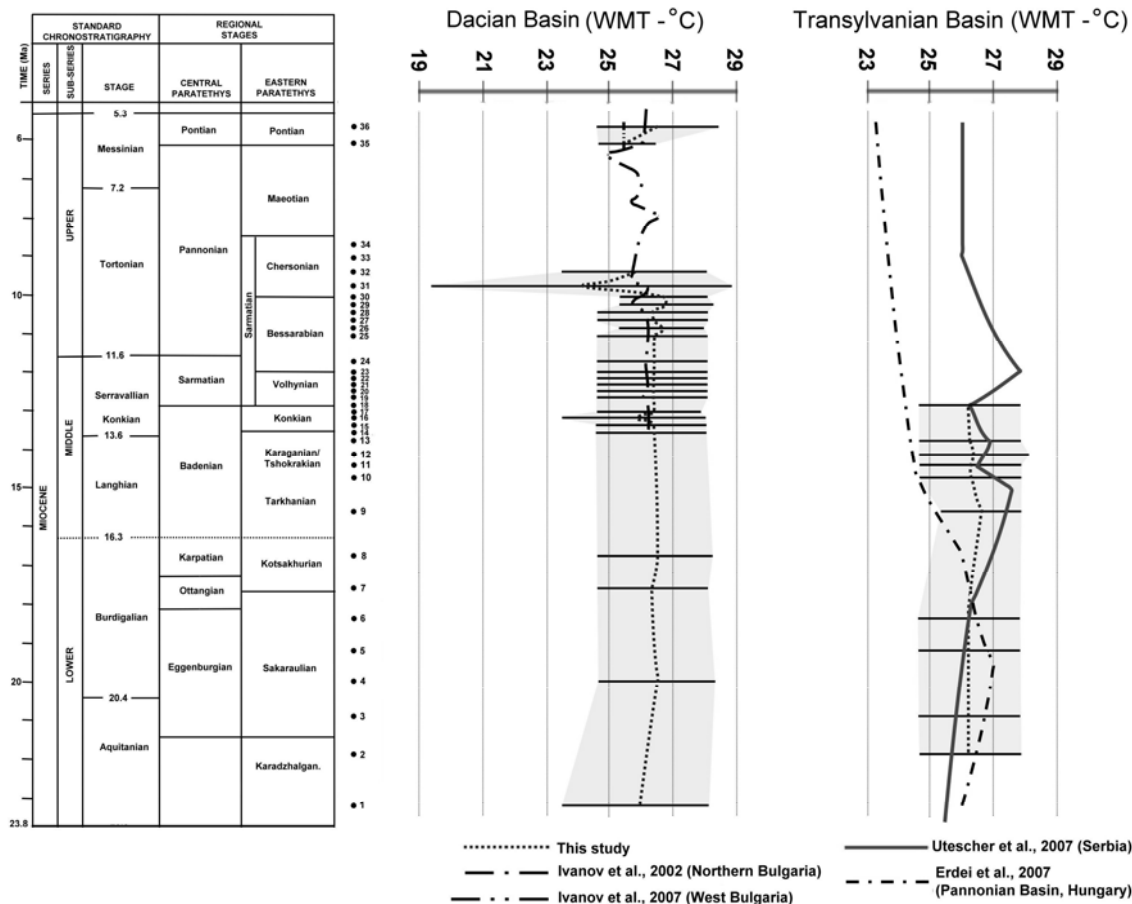 Dacian Basin (WMT -°C)
Transylvanian Basin (WMT -°C)
19 21 23 25 27 29
23 25 27 29
TIME (Ma)
STANDARD
CHRONOSTRATIGRAPHY
REGIONAL
STAGES
SERIES
SUB-SERIES
STAGE
CENTRAL
PARATETHYS
EASTERN
PARATETHYS
5.3
6
Messinian
Pontian
Pontian
7.2
Maeotian
UPPER
Tortonian
Pannonian
Chersonian
Sarmatian
10
Bessarabian
11.6
Sarmatian
Volhynian
Serravallian
MIDDLE
Konkian
Konkian
13.6
Badenian
Karaganian/
Tshokrakian
Langhian
Tarkhanian
15
MIOCENE
16.3
Karpatian
Kotsakhurian
Ottangian
Burdigalian
LOWER
Eggenburgian
Sakaraulian
20
20.4
Aquitanian
Karadzhalgan.
23.8
36
35
34
33
32
31
30
29
28
27
26
25
24
23
22
21
20
19
18
17
16
15
14
13
12
11
10
9
8
7
6
5
4
3
2
1
This study
Ivanov et al., 2002 (Northern Bulgaria)
Ivanov et al., 2007 (West Bulgaria)
Utescher et al., 2007 (Serbia)
Erdei et al., 2007
(Pannonian Basin, Hungary)